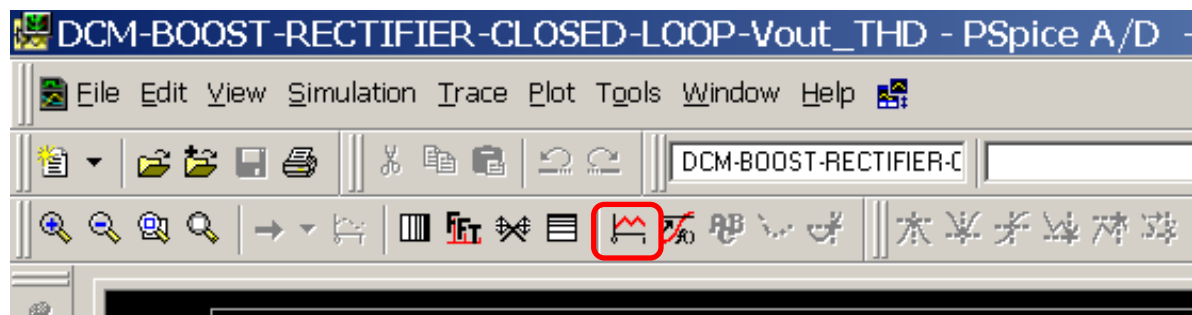 DCM-BOOST-RECTIFIER-CLOSED-LOOP-Vout_THD - PSpice A/D -
File Edit View Simulation Trace Plot Tools Window Help
DCM-BOOST-RECTIFIER-C
FFT